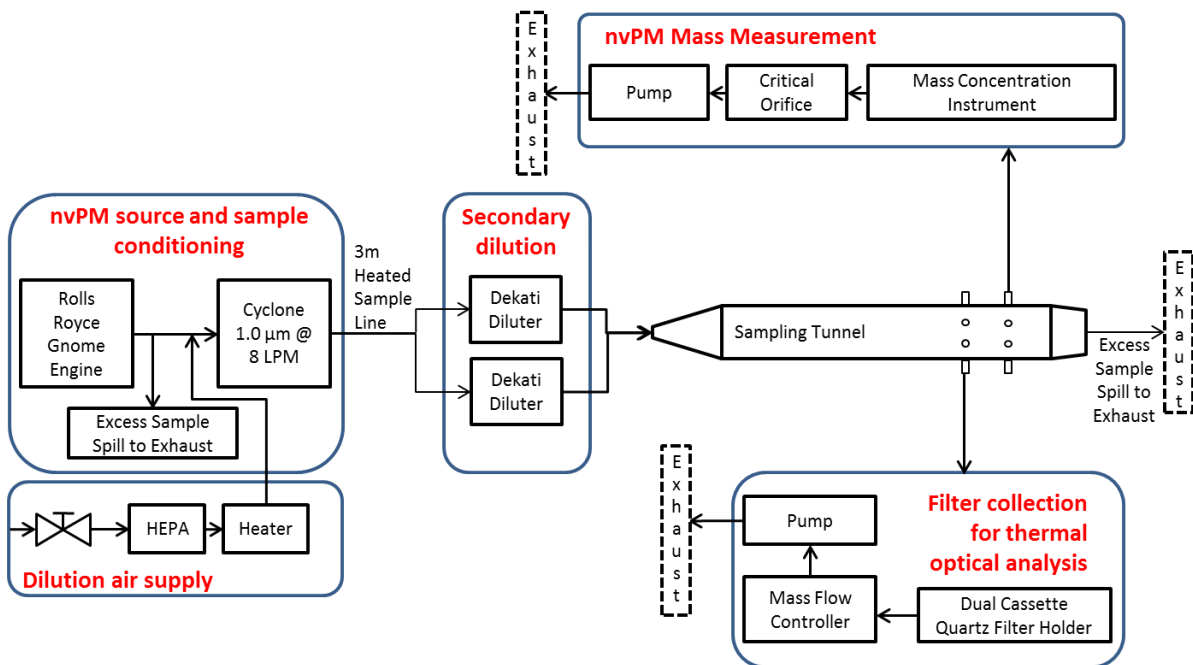 Exhaust
nvPM Mass Measurement
Pump
Critical
Orifice
Mass Concentration
Instrument
nvPM source and sample
conditioning
Rolls
Royce
Gnome
Engine
Cyclone
1.0 µm @
8 LPM
Excess Sample
Spill to Exhaust
3m
Heated
Sample
Line
Secondary
dilution
Dekati
Diluter
Dekati
Diluter
Sampling Tunnel
Excess
Sample
Spill to
Exhaust
Exhaust
HEPA
Heater
Dilution air supply
Exhaust
Filter collection
for thermal
optical analysis
Pump
Mass Flow
Controller
Dual Cassette
Quartz Filter Holder